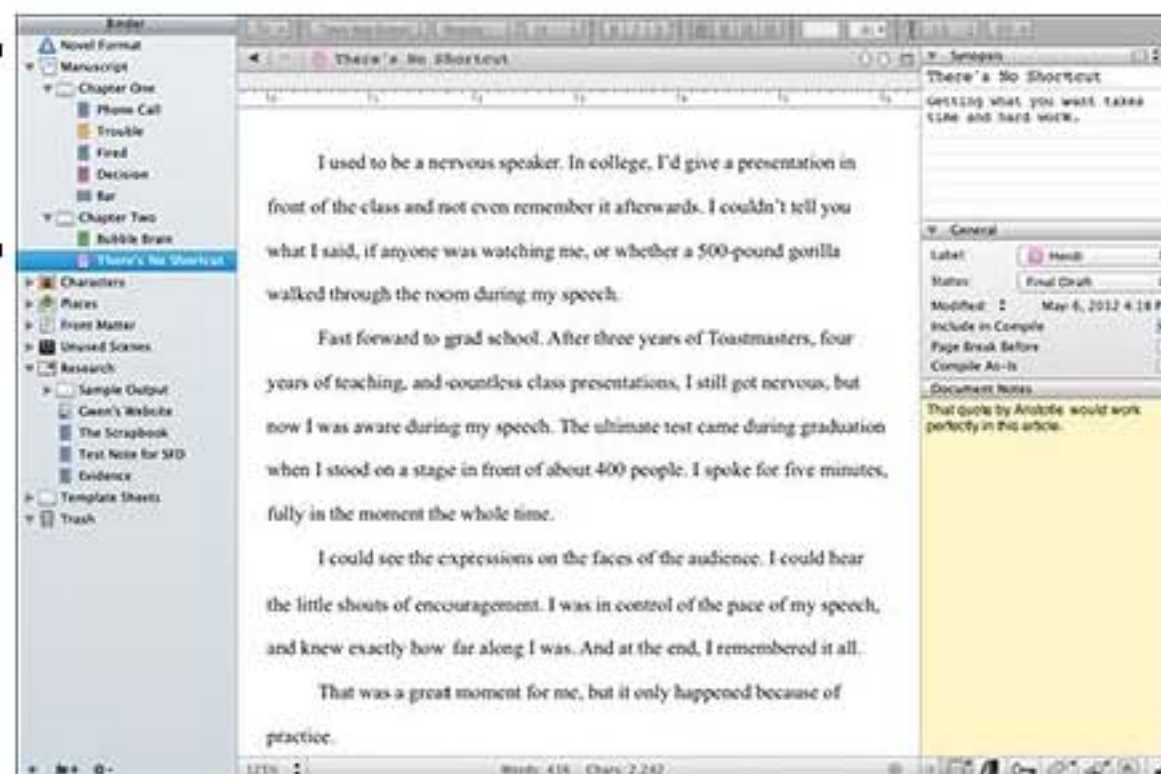 Binder
Novel Format
Manuscript
Chapter One
Phone Call
Trouble
Fired
Decision
Bar
Chapter Two
Bubble Brain
There's No Shortcut
Characters
Places
Front Matter
Unused Scenes
Research
Sample Output
Gwen's Website
The Scrapbook
Test Note for SFD
Evidence
Template Sheets
Trash
There's No Shortcut
I used to be a nervous speaker. In college, I'd give a presentation in
front of the class and not even remember it afterwards. I couldn't tell you
what I said, if anyone was watching me, or whether a 500-pound gorilla
walked through the room during my speech.
Fast forward to grad school. After three years of Toastmasters, four
years of teaching, and countless class presentations, I still got nervous, but
now I was aware during my speech. The ultimate test came during graduation
when I stood on a stage in front of about 400 people. I spoke for five minutes,
fully in the moment the whole time.
I could see the expressions on the faces of the audience. I could hear
the little shouts of encouragement. I was in control of the pace of my speech,
and knew exactly how far along I was. And at the end, I remembered it all.
That was a great moment for me, but it only happened because of
practice.
125%
Words: 416 Chars: 2,242
Synopsis
There's No Shortcut
Getting what you want takes
time and hard work.
General
Label: Heidi
Status: Final Draft
Modified: May 6, 2012 4:18 P
Include in Compile
Page Break Before
Compile As-Is
Document Notes
That quote by Aristotle would work
perfectly in this article.